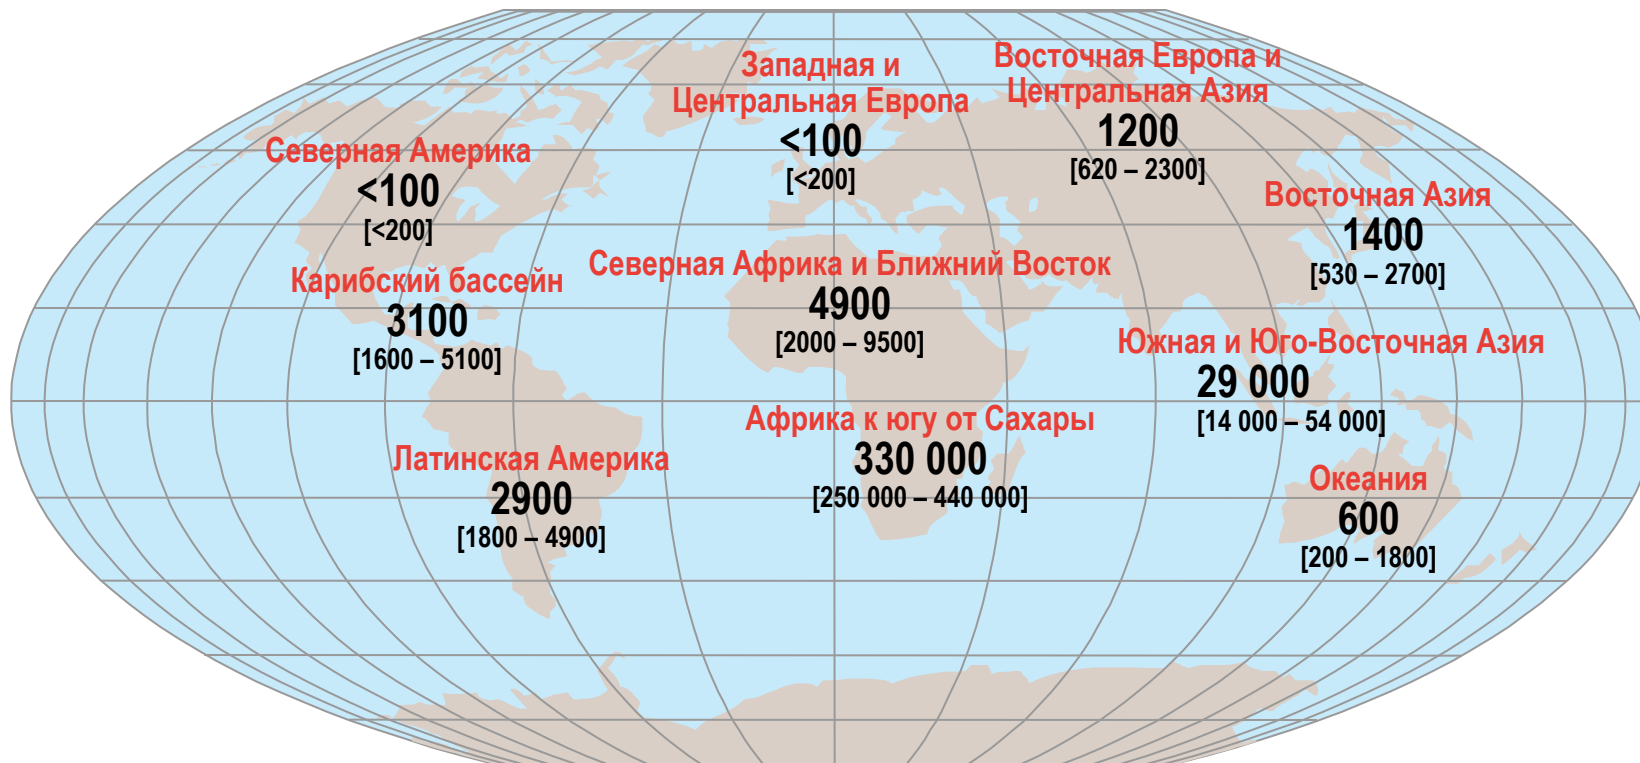 Западная и
Центральная Европа
<100
[<200]
Восточная Европа и
Центральная Азия
1200
[620 – 2300]
Северная Америка
<100
[<200]
Восточная Азия
1400
[530 – 2700]
Карибский бассейн
3100
[1600 – 5100]
Северная Африка и Ближний Восток
4900
[2000 – 9500]
Южная и Юго-Восточная Азия
29 000
[14 000 – 54 000]
Африка к югу от Сахары
330 000
[250 000 – 440 000]
Латинская Америка
2900
[1800 – 4900]
Океания
600
[200 – 1800]